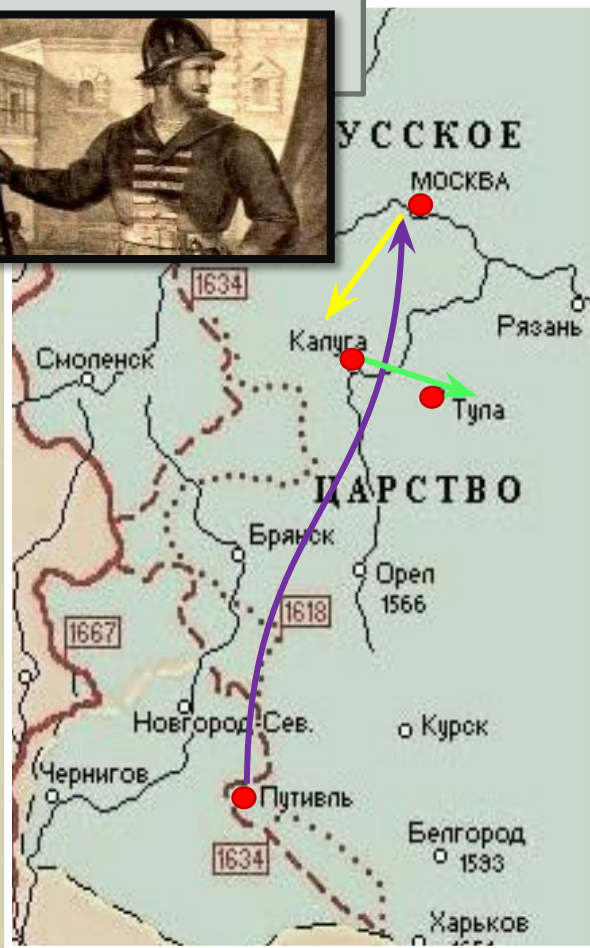 УССКОЕ
МОСКВА
1634
Рязань
Калуга
Смоленск
Тула
ЦАРСТВО
Брянск
Орел
1566
1618
1667
Новгород-Сев.
Курск
Чернигов
Путивль
Белгород
1593
1634
Харьков